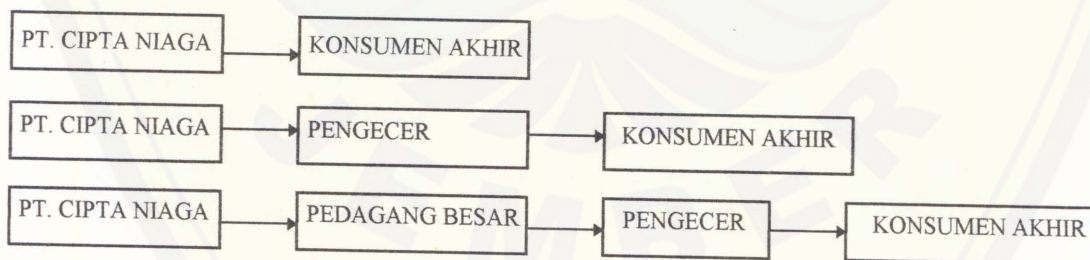 PT. CIPTA NIAGA KONSUMEN AKHIR
PT. CIPTA NIAGA PENGECER KONSUMEN AKHIR
PT. CIPTA NIAGA PEDAGANG BESAR PENGECER KONSUMEN AKHIR
JEMBER